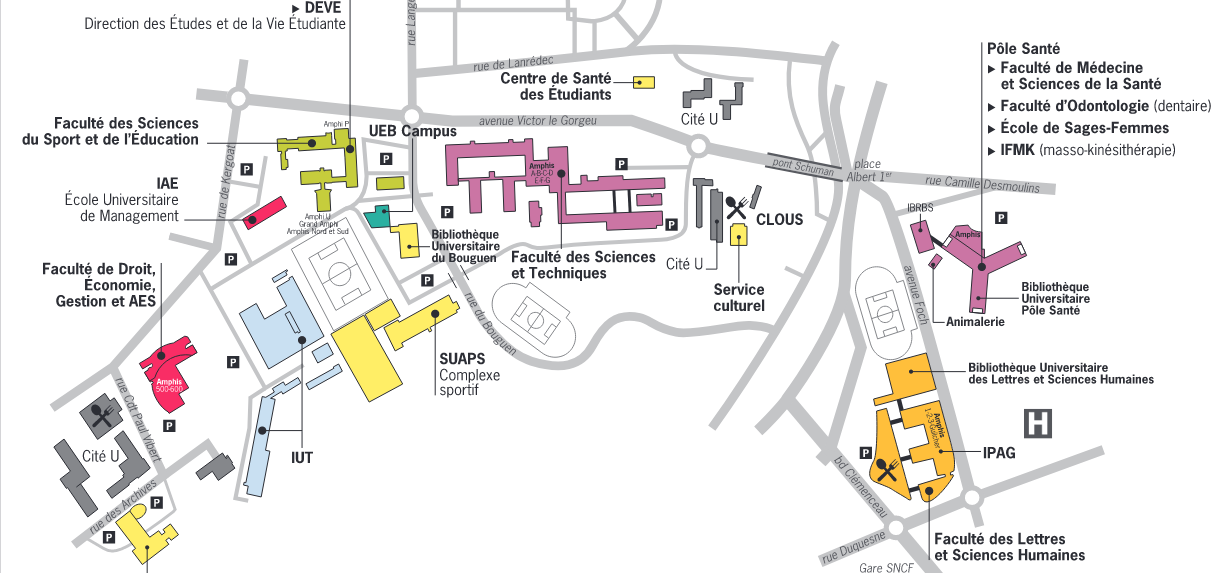 ▶ DEVE
Direction des Études et de la Vie Étudiante
rue de Lanrédec
Centre de Santé
des Étudiants
Cité U
Pôle Santé
▶ Faculté de Médecine
et Sciences de la Santé
▶ Faculté d'Odontologie (dentaire)
▶ École de Sages-Femmes
▶ IFMK (masso-kinésithérapie)
Faculté des Sciences
du Sport et de l'Éducation
Amphi P
UEB Campus
avenue Victor le Gorgeu
pont Schuman
place
Albert 1er
rue Camille Desmoulins
rue de Kergoat
P
P
P
Amphis
A-B-C-D
E-F-G
IAE
École Universitaire
de Management
Amphi U
Grand Amphi
Amphis Nord et Sud
P
P
CLOUS
IBRBS
P
Amphis
Bibliothèque
Universitaire
du Bouguen
Faculté des Sciences
et Techniques
Cité U
Service
culturel
P
P
Faculté de Droit,
Économie,
Gestion et AES
rue du Bouguen
avenue Foch
Bibliothèque
Universitaire
Pôle Santé
Animalerie
SUAPS
Complexe
sportif
P
Amphis
500-600
rue Cdt Paul Vibert
P
Cité U
IUT
Bibliothèque Universitaire
des Lettres et Sciences Humaines
Amphis
1-2-3-Guilcher
H
P
IPAG
bd Clémenceau
rue des Archives
P
P
rue Duquesne
Faculté des Lettres
et Sciences Humaines
Gare SNCF